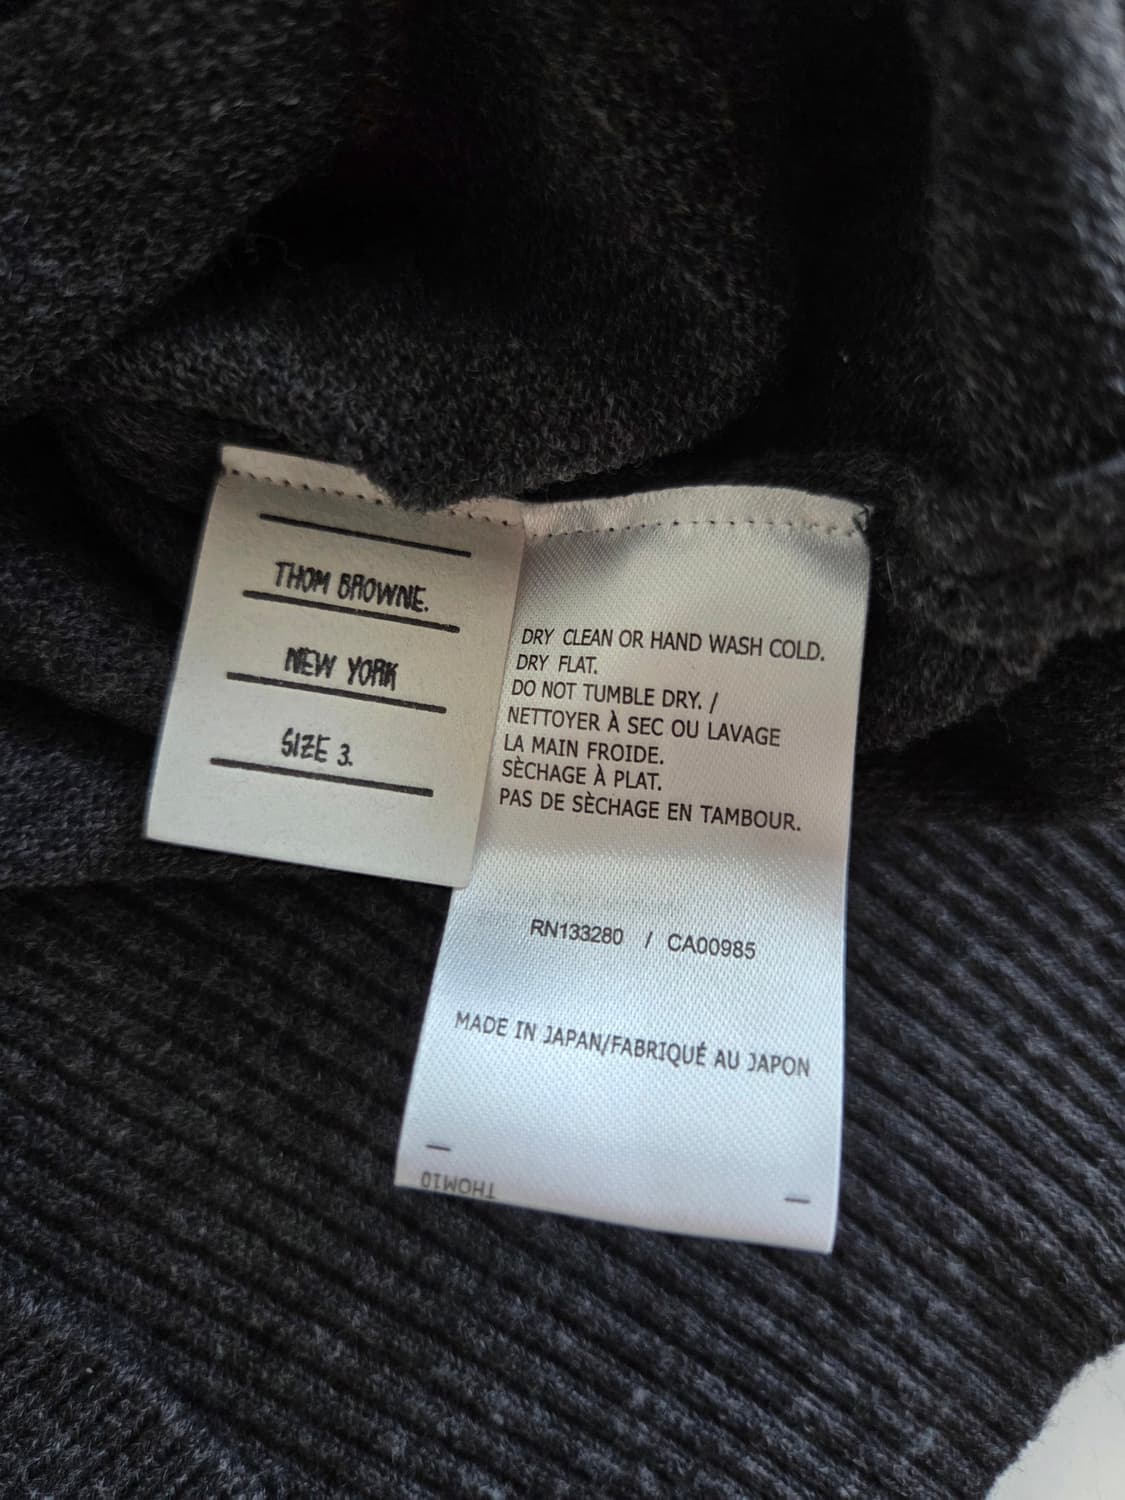 THOM BROWNE.
NEW YORK
SIZE 3.
DRY CLEAN OR HAND WASH COLD.
DRY FLAT.
DO NOT TUMBLE DRY. /
NETTOYER À SEC OU LAVAGE
LA MAIN FROIDE.
SÈCHAGE À PLAT.
PAS DE SÈCHAGE EN TAMBOUR.
RN133280 / CA00985
MADE IN JAPAN/FABRIQUÉ AU JAPON
THOM10